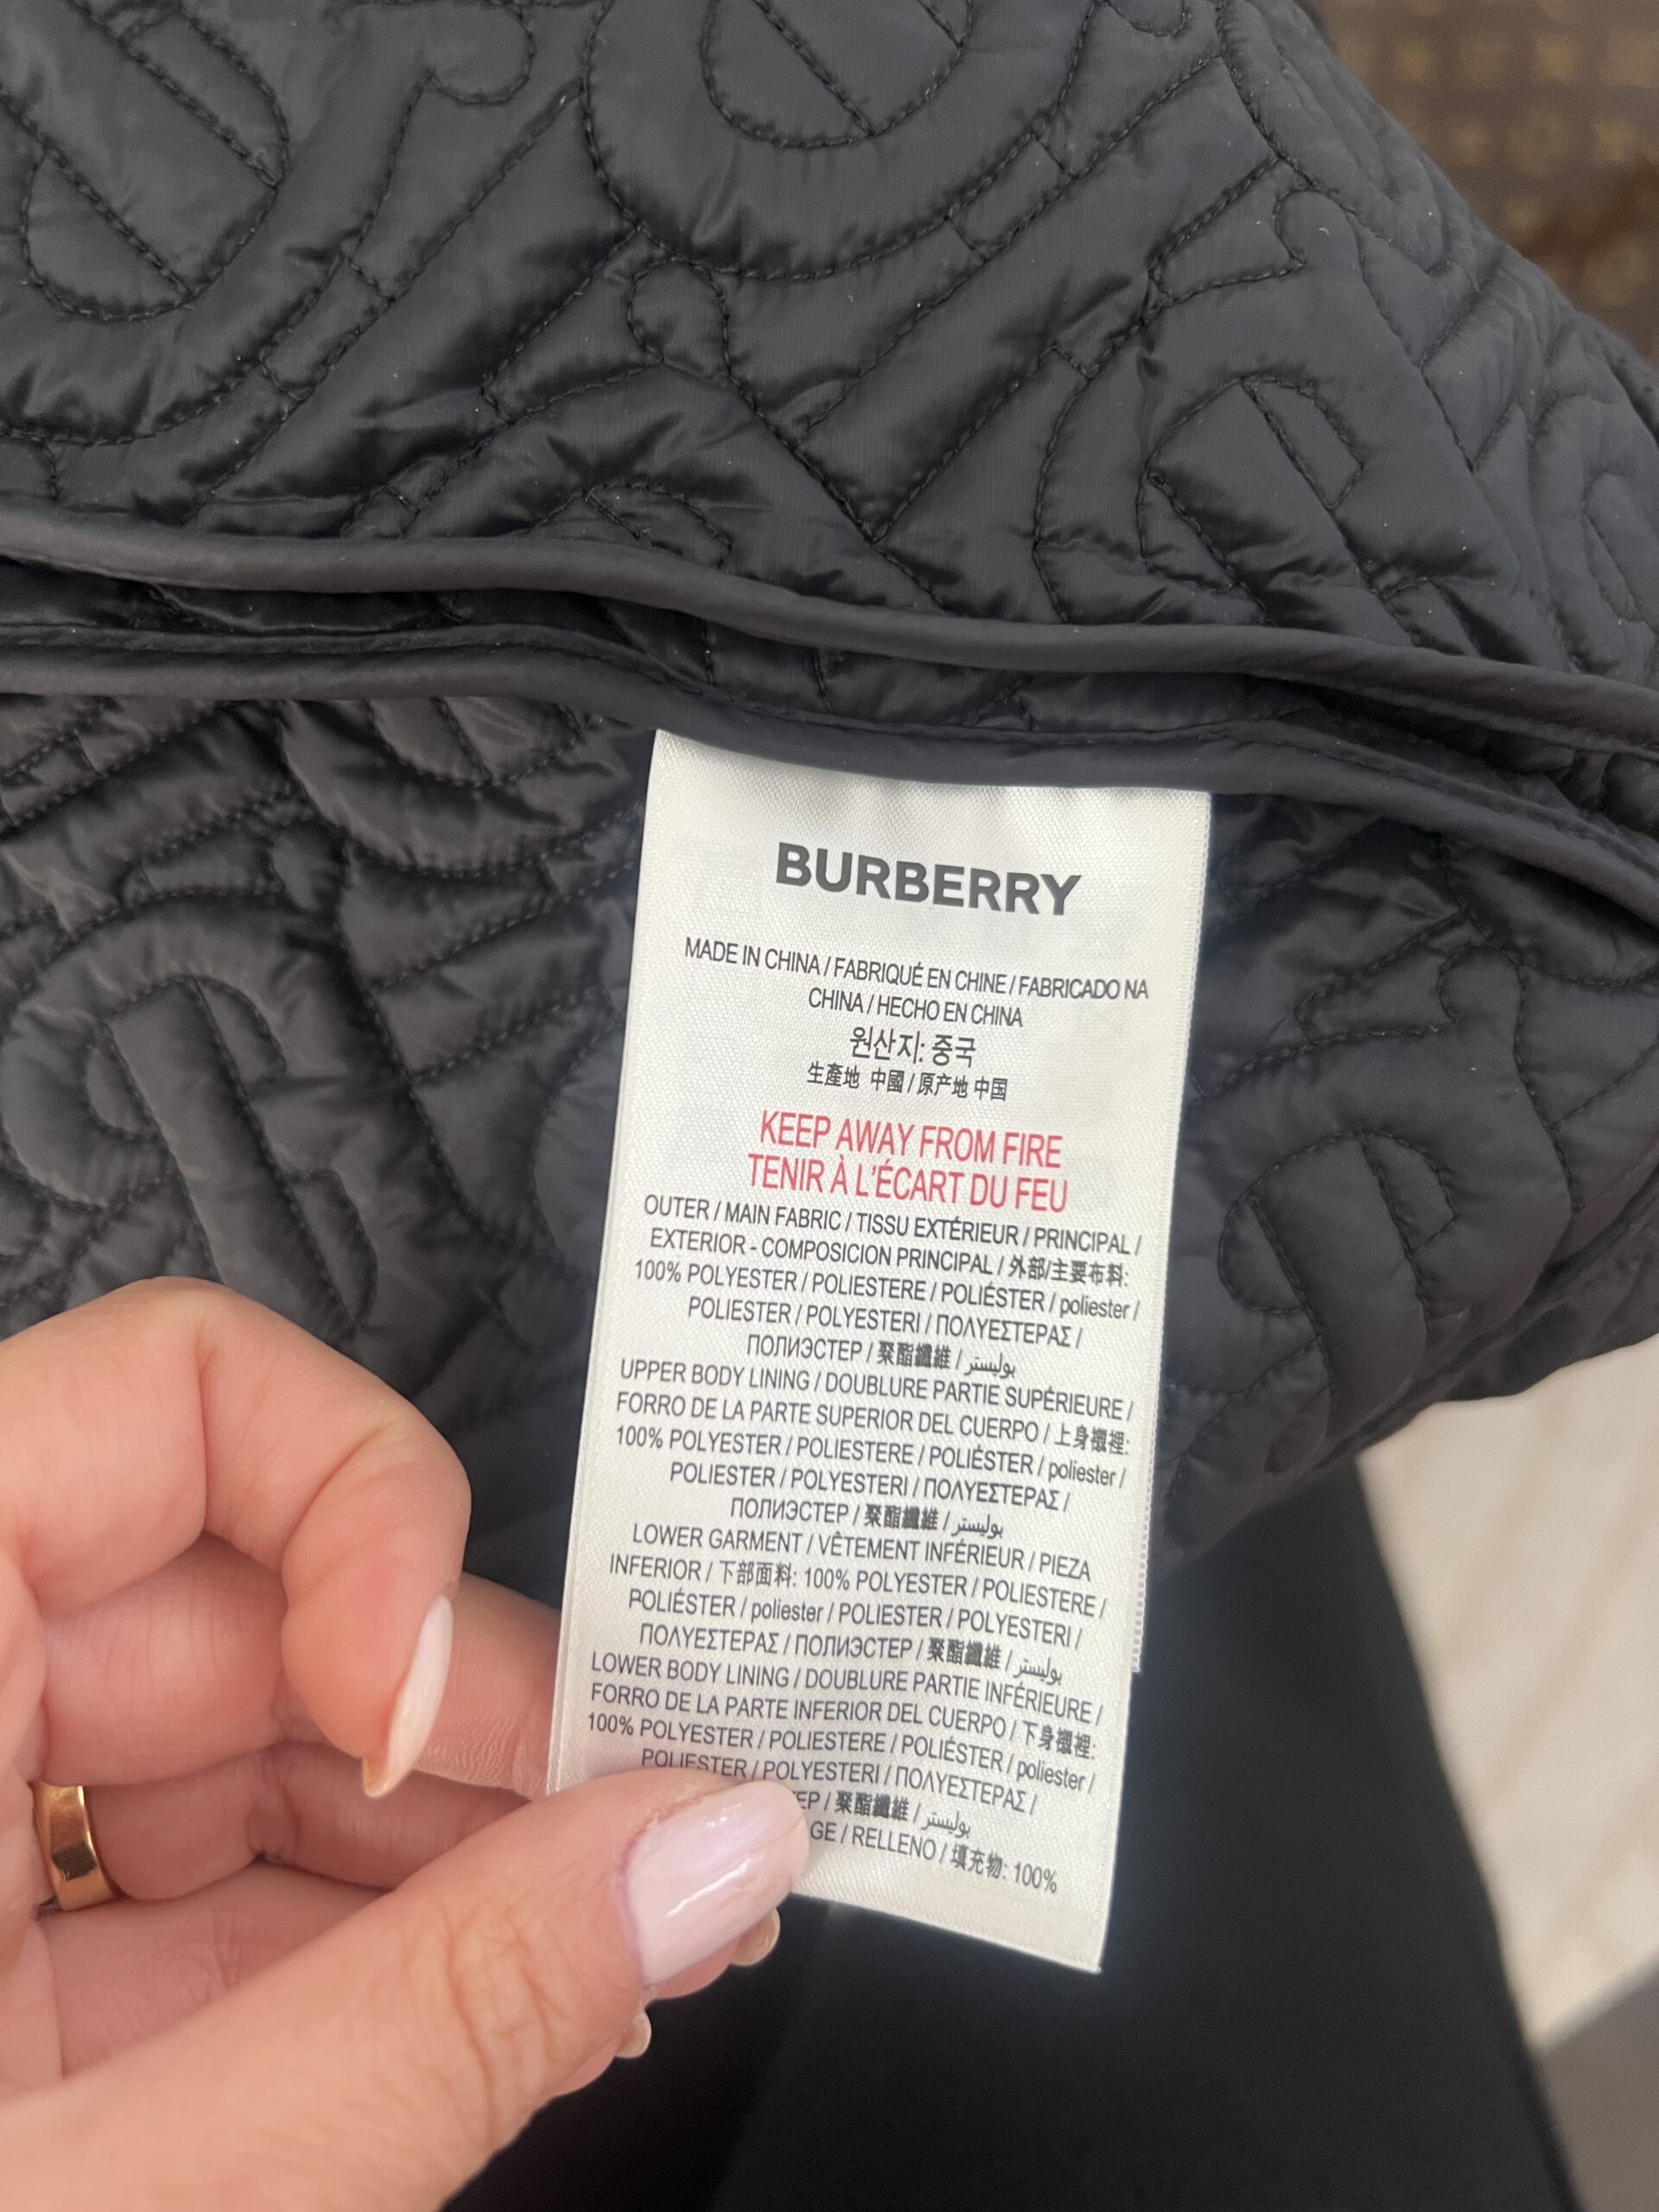 BURBERRY
MADE IN CHINA / FABRIQUÉ EN CHINE / FABRICADO NA
CHINA / HECHO EN CHINA
원산지: 중국
生產地 中國 / 原产地 中国
KEEP AWAY FROM FIRE
TENIR À L'ÉCART DU FEU
OUTER / MAIN FABRIC / TISSU EXTÉRIEUR / PRINCIPAL /
EXTERIOR - COMPOSICION PRINCIPAL / 外部/主要布料:
100% POLYESTER / POLIESTERE / POLIÉSTER / poliester /
POLIESTER / POLYESTERI / ΠΟΛΥΕΣΤΕΡΑΣ /
ПОЛИЭСТЕР / 聚酯纖維 / بوليستر
UPPER BODY LINING / DOUBLURE PARTIE SUPÉRIEURE /
FORRO DE LA PARTE SUPERIOR DEL CUERPO / 上身襯裡:
100% POLYESTER / POLIESTERE / POLIÉSTER / poliester /
POLIESTER / POLYESTERI / ΠΟΛΥΕΣΤΕΡΑΣ /
ПОЛИЭСТЕР / 聚酯纖維 / بوليستر
LOWER GARMENT / VÊTEMENT INFÉRIEUR / PIEZA
INFERIOR / 下部面料: 100% POLYESTER / POLIESTERE /
POLIÉSTER / poliester / POLIESTER / POLYESTERI /
ΠΟΛΥΕΣΤΕΡΑΣ / ПОЛИЭСТЕР / 聚酯纖維 / بوليستر
LOWER BODY LINING / DOUBLURE PARTIE INFÉRIEURE /
FORRO DE LA PARTE INFERIOR DEL CUERPO / 下身襯裡:
100% POLYESTER / POLIESTERE / POLIÉSTER / poliester /
POLIESTER / POLYESTERI / ΠΟΛΥΕΣΤΕΡΑΣ /
/ 聚酯纖維 / بوليستر
/ RELLENO / 填充物: 100%